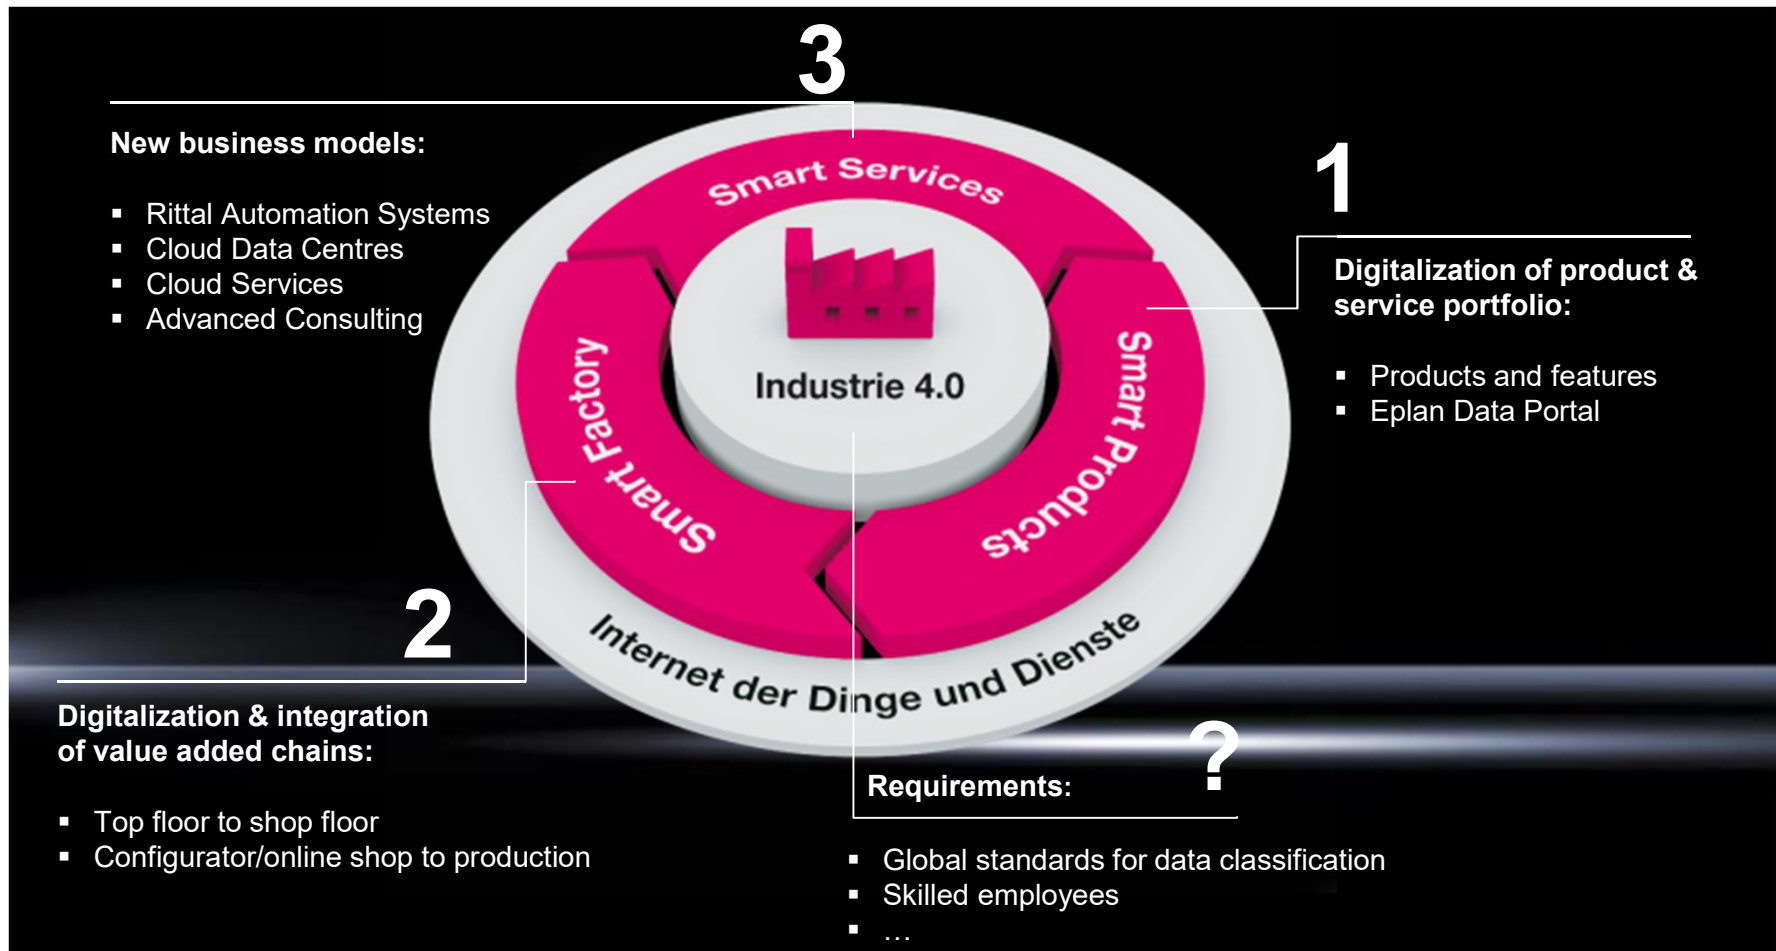 3
New business models:
▪ Rittal Automation Systems
▪ Cloud Data Centres
▪ Cloud Services
▪ Advanced Consulting
1
Digitalization of product &
service portfolio:
▪ Products and features
▪ Eplan Data Portal
Smart Services
Smart Products
Smart Factory
Industrie 4.0
Internet der Dinge und Dienste
2
Digitalization & integration
of value added chains:
▪ Top floor to shop floor
▪ Configurator/online shop to production
?
Requirements:
▪ Global standards for data classification
▪ Skilled employees
▪ …